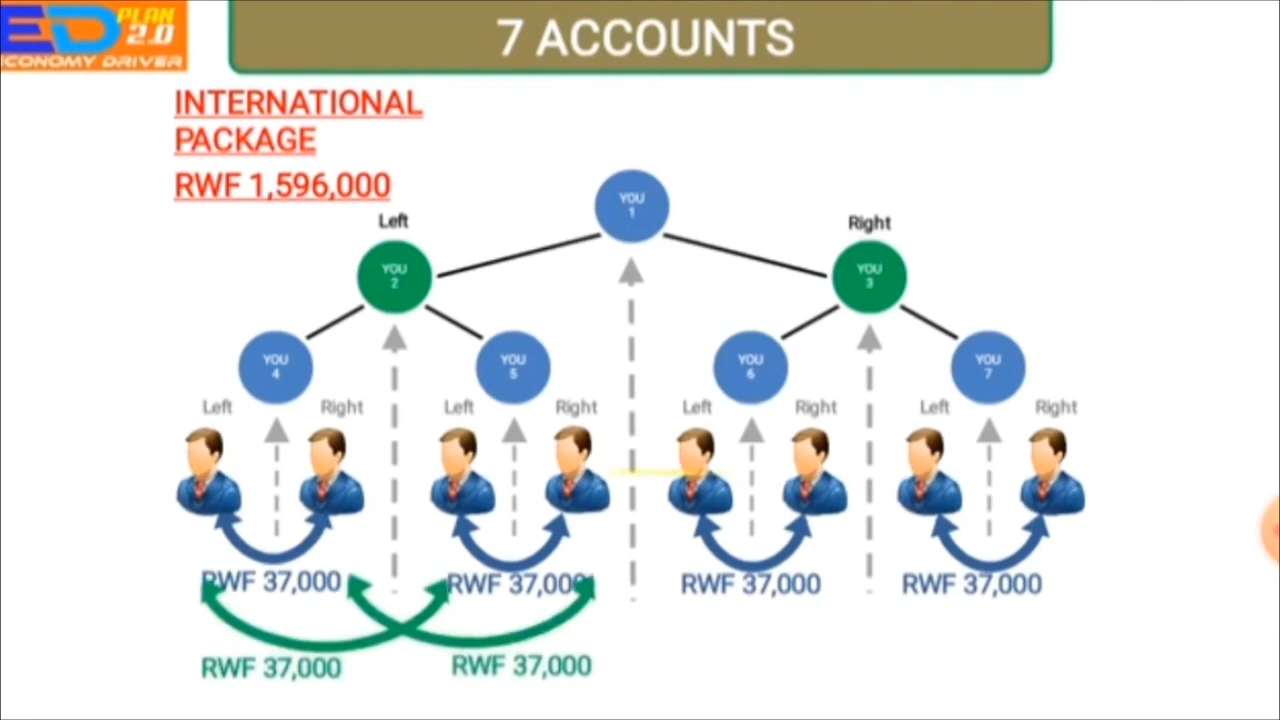 PLAN
ED 2.0
ECONOMY DRIVER
7 ACCOUNTS
INTERNATIONAL
PACKAGE
RWF 1,596,000
YOU
1
Left
Right
YOU
2
YOU
3
YOU
4
YOU
5
YOU
6
YOU
7
Left Right Left Right Left Right Left Right
RWF 37,000 RWF 37,000 RWF 37,000 RWF 37,000
RWF 37,000 RWF 37,000